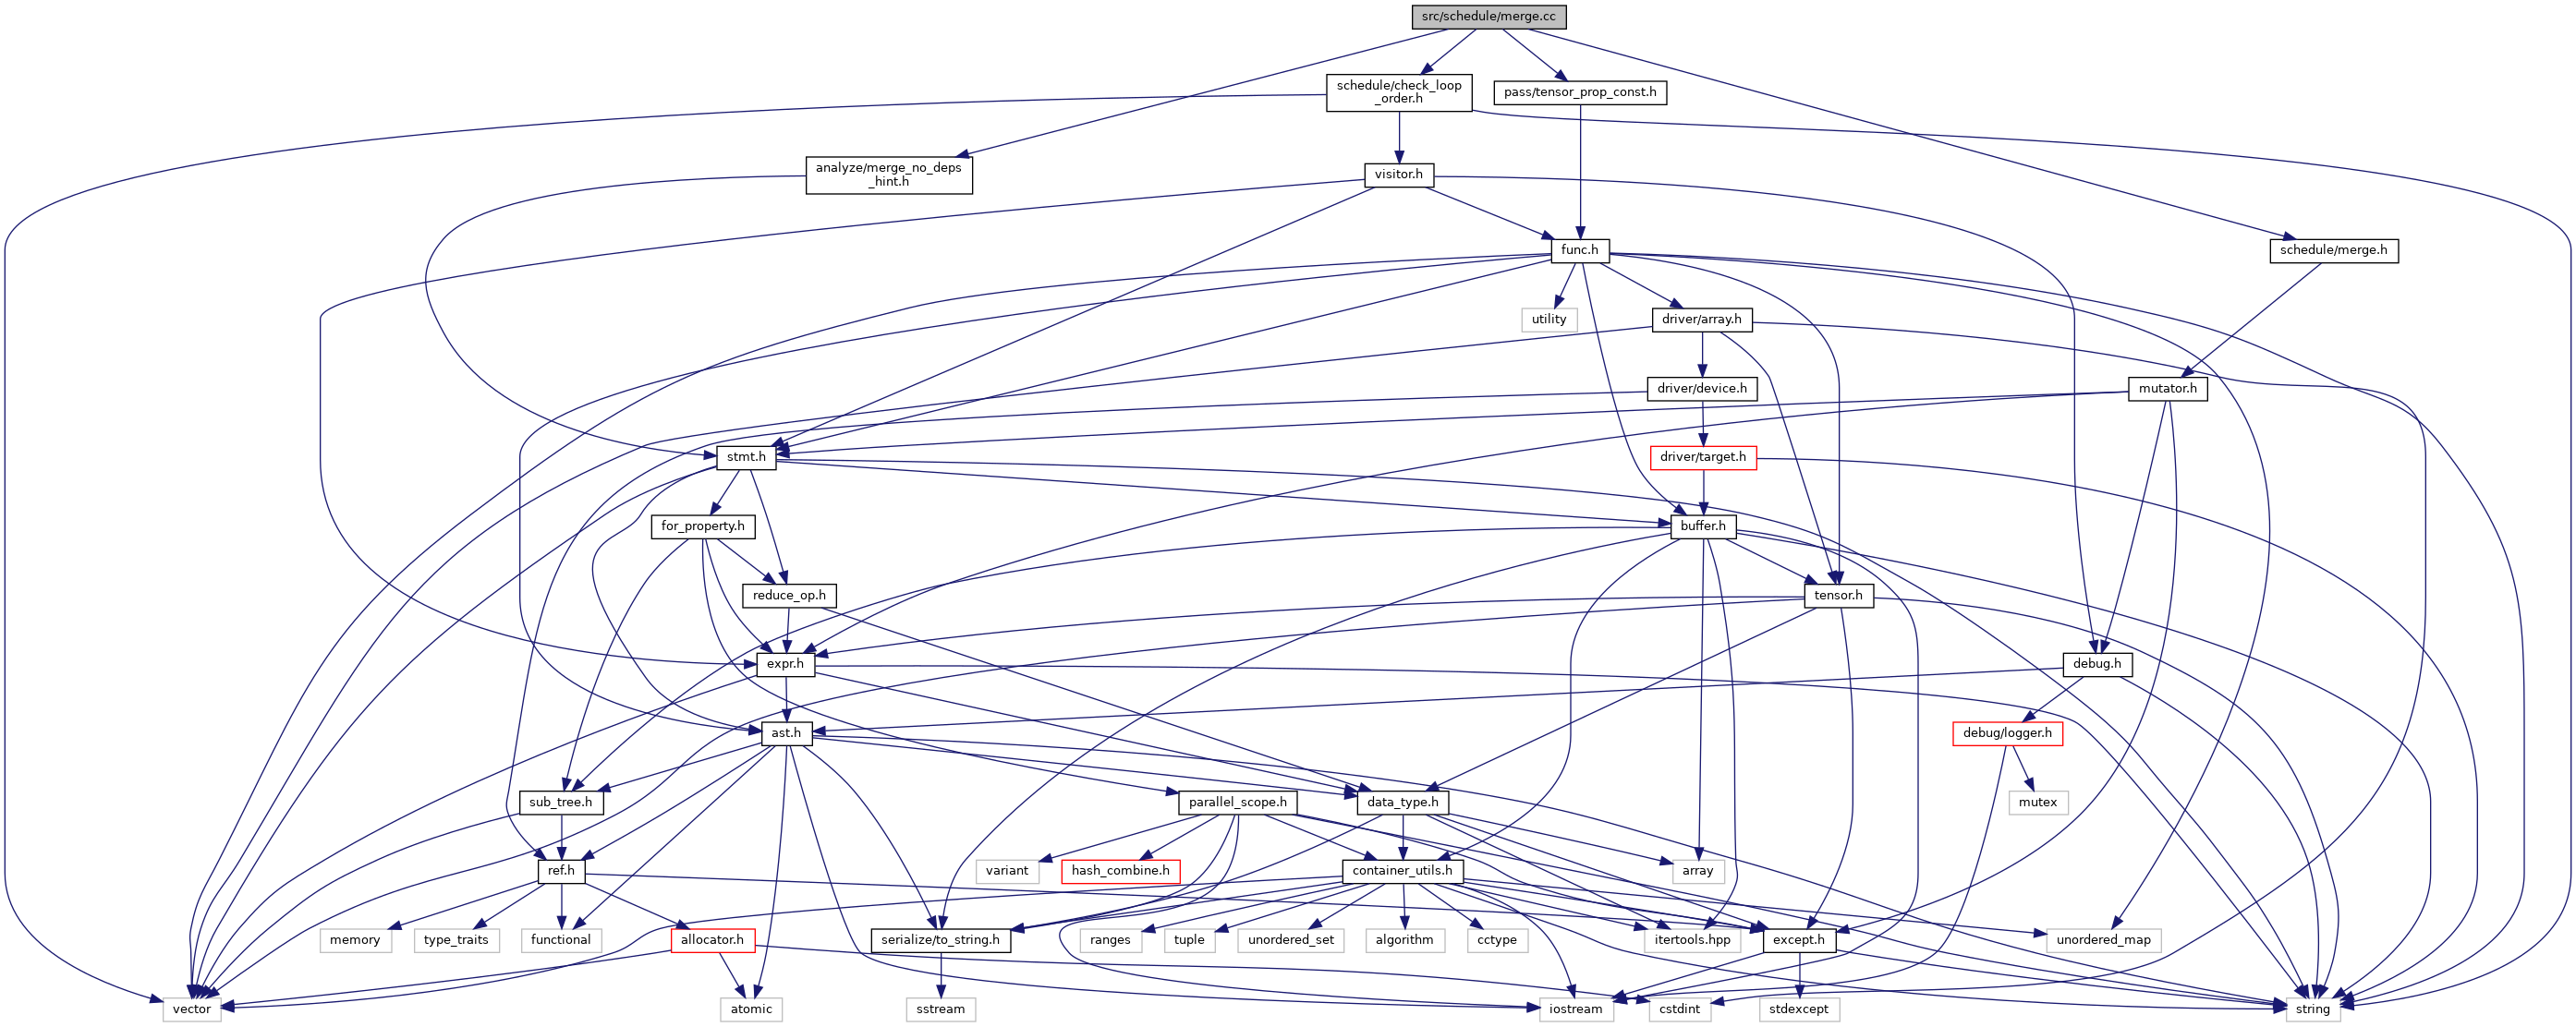 src/schedule/merge.cc
schedule/check_loop
_order.h
pass/tensor_prop_const.h
analyze/merge_no_deps
_hint.h
visitor.h
func.h
schedule/merge.h
utility
driver/array.h
driver/device.h
mutator.h
stmt.h
driver/target.h
for_property.h
buffer.h
reduce_op.h
tensor.h
expr.h
debug.h
ast.h
debug/logger.h
sub_tree.h
parallel_scope.h
data_type.h
mutex
ref.h
variant
hash_combine.h
container_utils.h
array
memory
type_traits
functional
allocator.h
serialize/to_string.h
ranges
tuple
unordered_set
algorithm
cctype
itertools.hpp
except.h
unordered_map
vector
atomic
sstream
iostream
cstdint
stdexcept
string